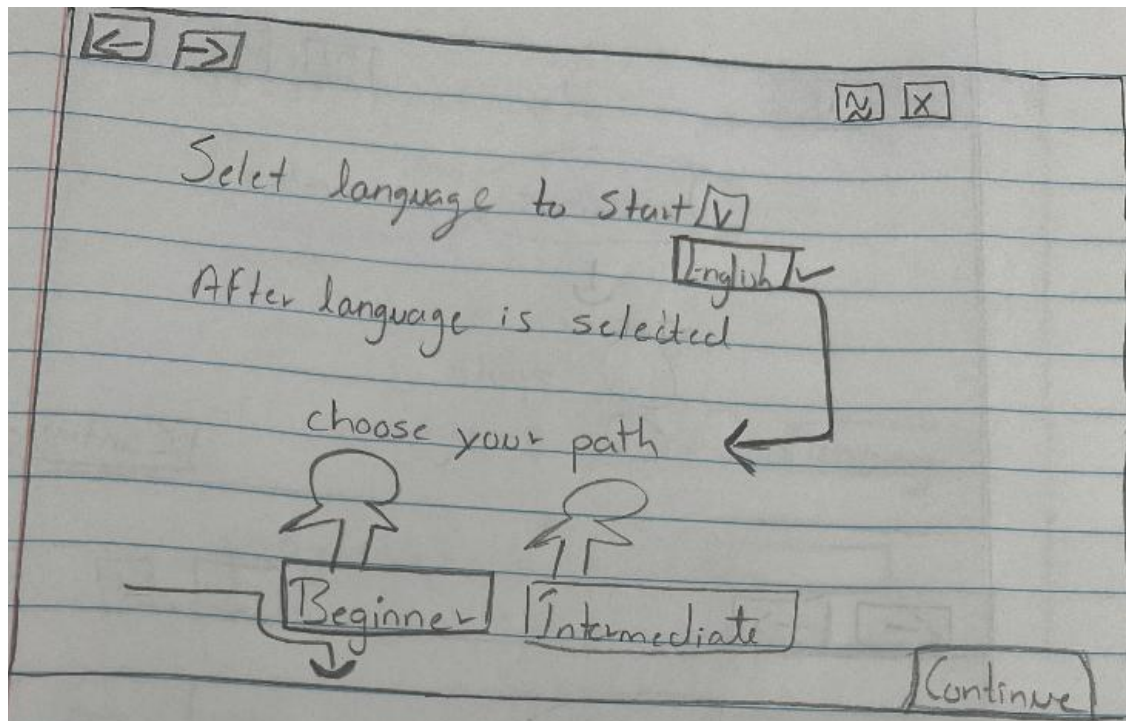 X
Selet language to start V
English
After language is selected
choose your path
Beginner Intermediate
Continue